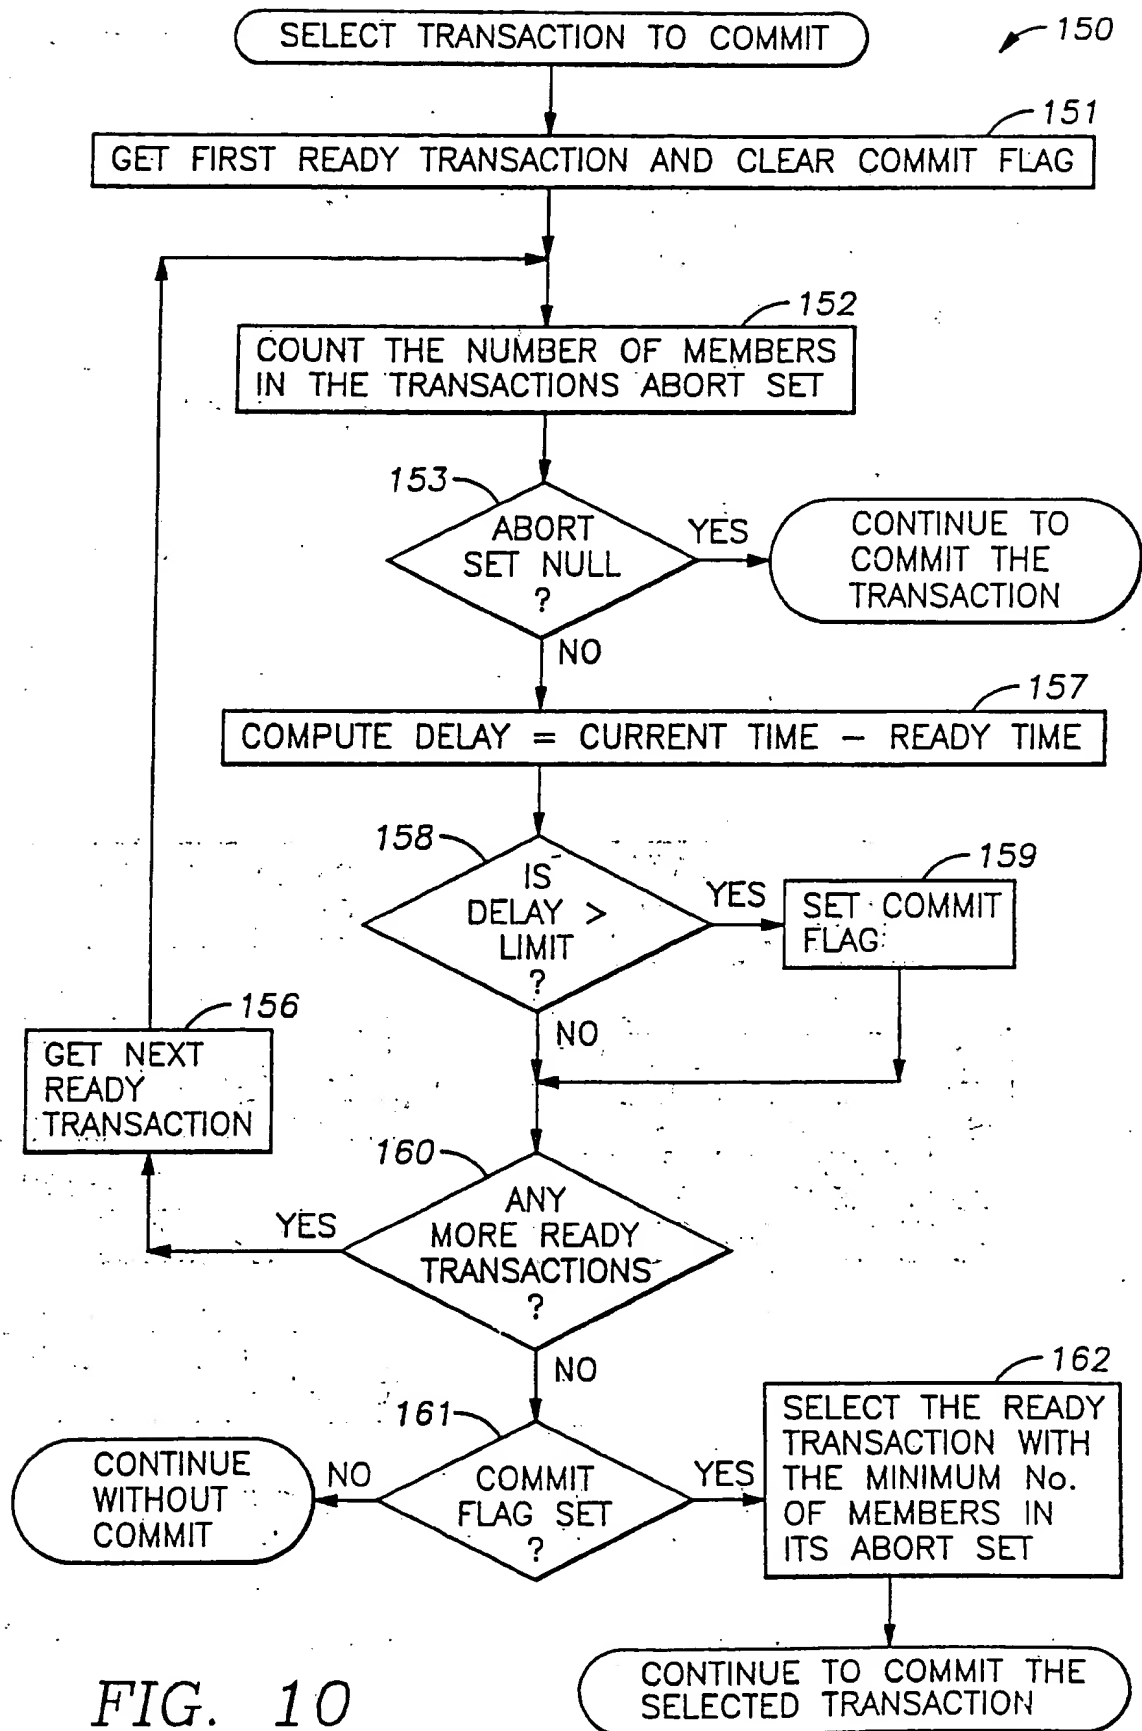 SELECT TRANSACTION TO COMMIT
150
151
GET FIRST READY TRANSACTION AND CLEAR COMMIT FLAG
152
COUNT THE NUMBER OF MEMBERS
IN THE TRANSACTIONS ABORT SET
153
ABORT
SET NULL
?
YES
CONTINUE TO
COMMIT THE
TRANSACTION
NO
157
COMPUTE DELAY = CURRENT TIME – READY TIME
158
IS
DELAY >
LIMIT
?
YES
159
SET COMMIT
FLAG
NO
156
GET NEXT
READY
TRANSACTION
160
ANY
MORE READY
TRANSACTIONS
?
YES
NO
161
COMMIT
FLAG SET
?
NO
CONTINUE
WITHOUT
COMMIT
YES
162
SELECT THE READY
TRANSACTION WITH
THE MINIMUM No.
OF MEMBERS IN
ITS ABORT SET
CONTINUE TO COMMIT THE
SELECTED TRANSACTION
FIG. 10